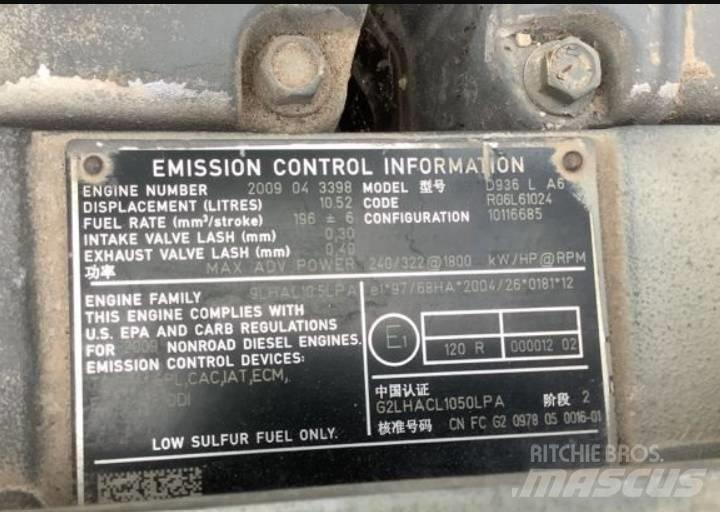 EMISSION CONTROL INFORMATION
ENGINE NUMBER 2009 04 3398 MODEL 型号 D936 L A6
DISPLACEMENT (LITRES) 10.52 CODE R06L61024
FUEL RATE (mm³/stroke) 196 ± 6 CONFIGURATION 10116685
INTAKE VALVE LASH (mm) 0,30
EXHAUST VALVE LASH (mm) 0,40
功率 MAX ADV POWER 240/322@1800 kW/HP@RPM
ENGINE FAMILY 9LHAL10.5LPA e1*97/68HA*2004/26*0181*12
THIS ENGINE COMPLIES WITH
U.S. EPA AND CARB REGULATIONS
FOR 2009 NONROAD DIESEL ENGINES.
EMISSION CONTROL DEVICES:
PL,CAC,IAT,ECM,
DDI
E1
120 R 000012 02
中国认证
G2LHACL1050LPA 阶段 2
核准号码 CN FC G2 0978 05 0016-01
LOW SULFUR FUEL ONLY.
RITCHIE BROS.
MASCUS